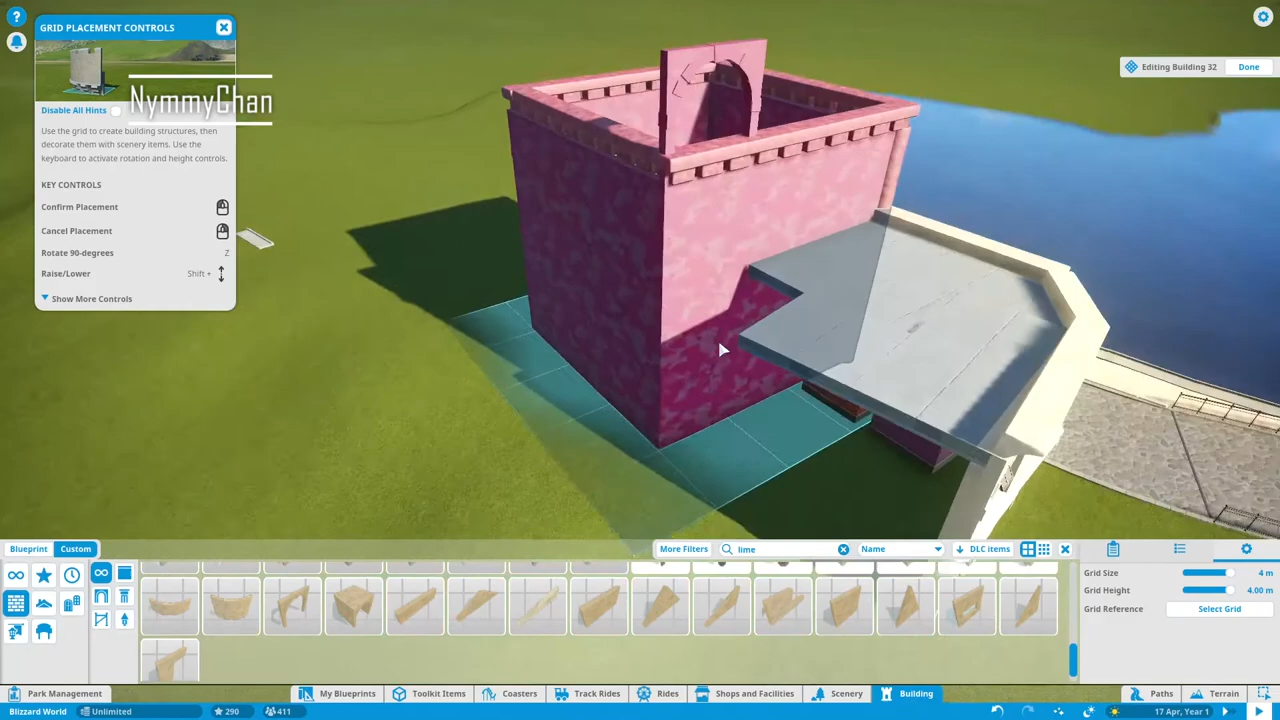 ?
GRID PLACEMENT CONTROLS
NymmyChan
Disable All Hints
Use the grid to create building structures, then
decorate them with scenery items. Use the
keyboard to activate rotation and height controls.
KEY CONTROLS
Confirm Placement
Cancel Placement
Rotate 90-degrees Z
Raise/Lower Shift +
Show More Controls
Editing Building 32 Done
Blueprint Custom
More Filters lime Name DLC items
Grid Size 4 m
Grid Height 4.00 m
Grid Reference Select Grid
Park Management My Blueprints Toolkit Items Coasters Track Rides Rides Shops and Facilities Scenery Building Paths Terrain
Blizzard World Unlimited 290 411 17 Apr, Year 1